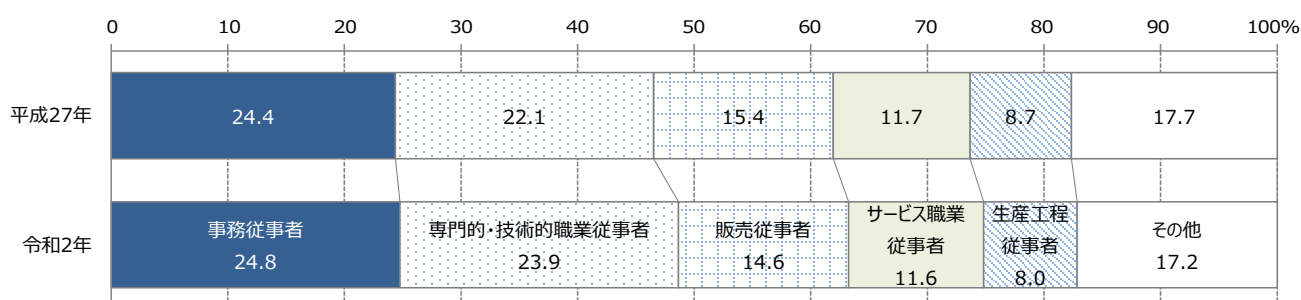 0 10 20 30 40 50 60 70 80 90 100%
平成27年 24.4 22.1 15.4 11.7 8.7 17.7
令和2年
事務従事者
24.8
専門的・技術的職業従事者
23.9
販売従事者
14.6
サービス職業
従事者
11.6
生産工程
従事者
8.0
その他
17.2